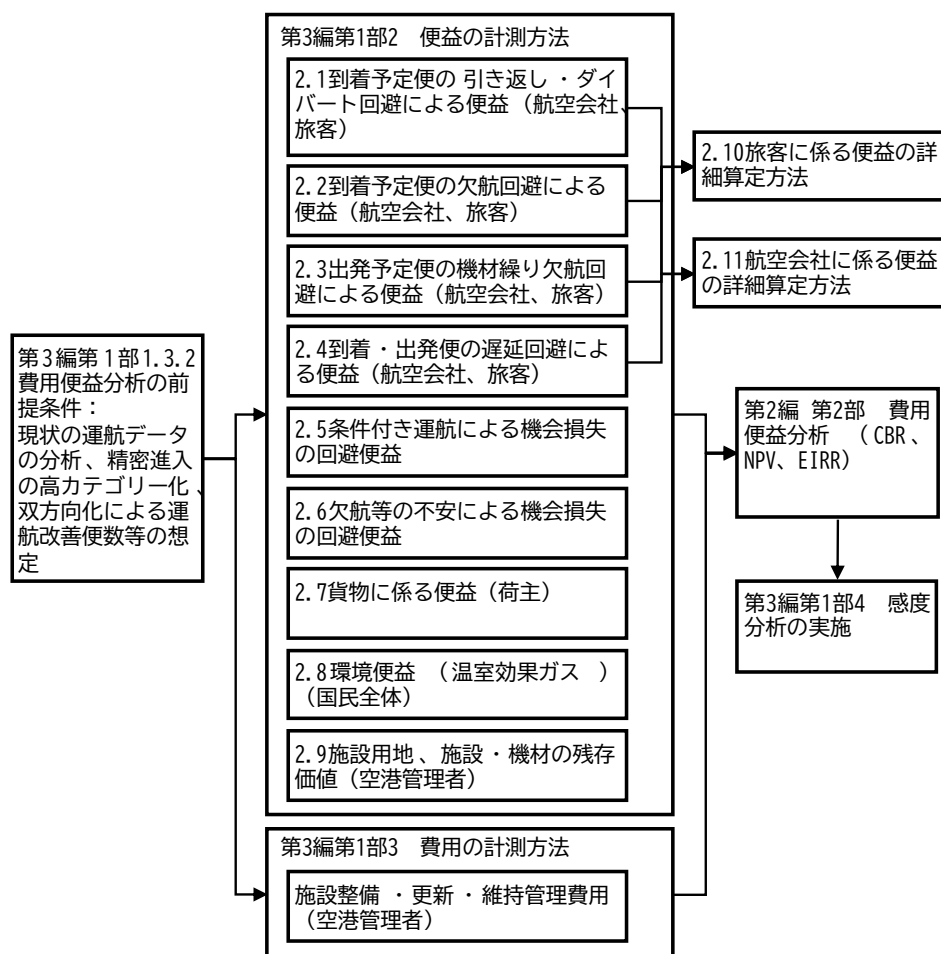 第3編第1部1.3.2
費用便益分析の前
提条件：
現状の運航データ
の分析、精密進入
の高カテゴリー化、
双方向化による運
航改善便数等の想
定
第3編第1部2　便益の計測方法
2.1到着予定便の 引き返し ・ダイ
バート回避による便益（航空会社、
旅客）
2.2到着予定便の欠航回避による
便益（航空会社、旅客）
2.3出発予定便の機材繰り欠航回
避による便益（航空会社、旅客）
2.4到着・出発便の遅延回避によ
る便益（航空会社、旅客）
2.5条件付き運航による機会損失
の回避便益
2.6欠航等の不安による機会損失
の回避便益
2.7貨物に係る便益（荷主）
2.8環境便益　（温室効果ガス　）
（国民全体）
2.9施設用地、施設・機材の残存
価値（空港管理者）
第3編第1部3　費用の計測方法
施設整備 ・更新・維持管理費用
（空港管理者）
2.10旅客に係る便益の詳
細算定方法
2.11航空会社に係る便益
の詳細算定方法
第2編 第2部　費用
便益分析　（CBR、
NPV、EIRR）
第3編第1部4　感度
分析の実施